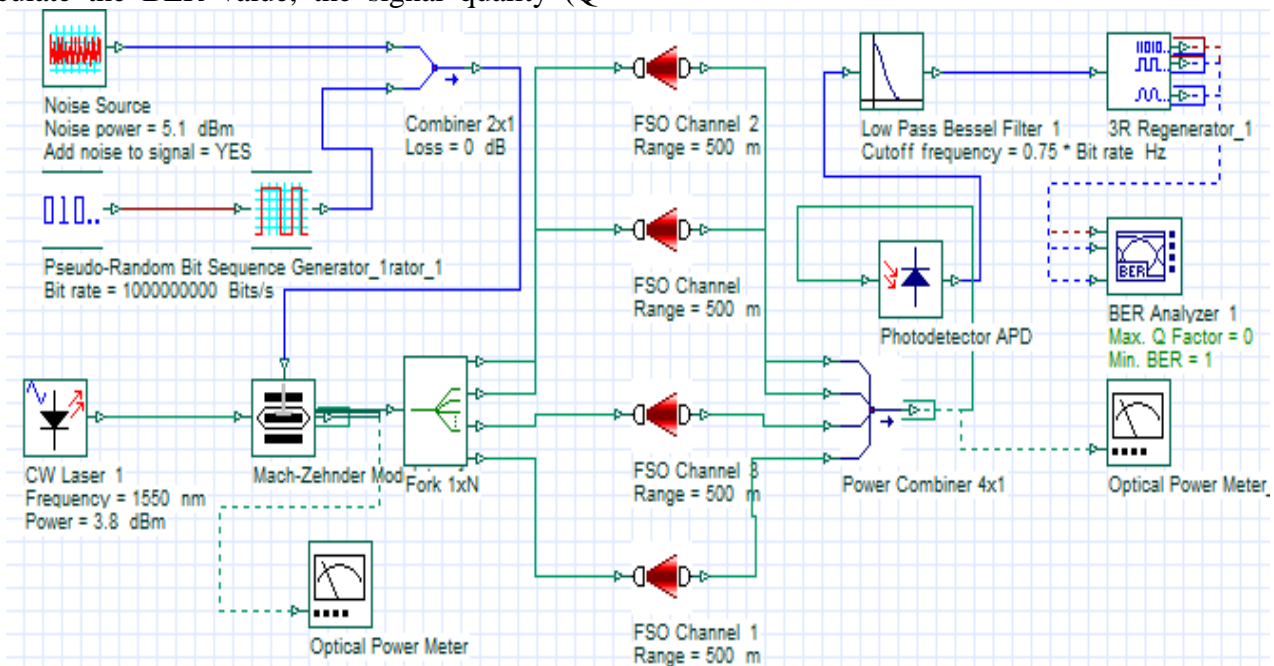 culate the BER value, the signal quality (Q
Noise Source
Noise power = 5.1 dBm
Add noise to signal = YES
Combiner 2x1
Loss = 0 dB
FSO Channel 2
Range = 500 m
Low Pass Bessel Filter 1
Cutoff frequency = 0.75 * Bit rate Hz
3R Regenerator_1
Pseudo-Random Bit Sequence Generator_1rator_1
Bit rate = 1000000000 Bits/s
FSO Channel
Range = 500 m
Photodetector APD
BER
BER Analyzer 1
Max. Q Factor = 0
Min. BER = 1
CW Laser 1
Frequency = 1550 nm
Power = 3.8 dBm
Mach-Zehnder Mod
Fork 1xN
FSO Channel 3
Range = 500 m
Power Combiner 4x1
Optical Power Meter_
Optical Power Meter
FSO Channel 1
Range = 500 m